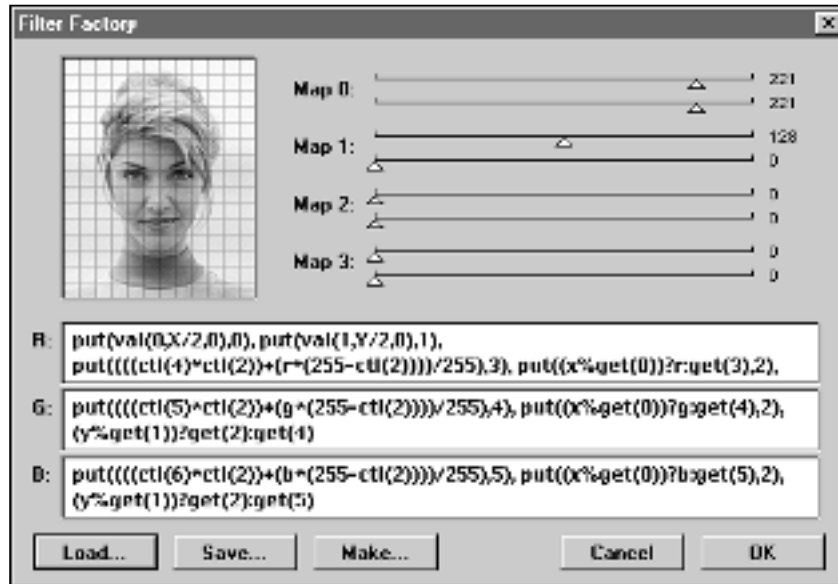 Filter Factory
Map 0: 221
221
Map 1: 128
0
Map 2: 0
0
Map 3: 0
0
R: put(val(0,X/2,0),0), put(val(1,Y/2,0),1),
put((((ctl(4)*ctl(2))+(r*(255-ctl(2))))/255),3), put((x%get(0))?r:get(3),2),
G: put((((ctl(5)*ctl(2))+(g*(255-ctl(2))))/255),4), put((x%get(0))?g:get(4),2),
(y%get(1))?get(2):get(4)
B: put((((ctl(6)*ctl(2))+(b*(255-ctl(2))))/255),5), put((x%get(0))?b:get(5),2),
(y%get(1))?get(2):get(5)
Load... Save... Make... Cancel OK